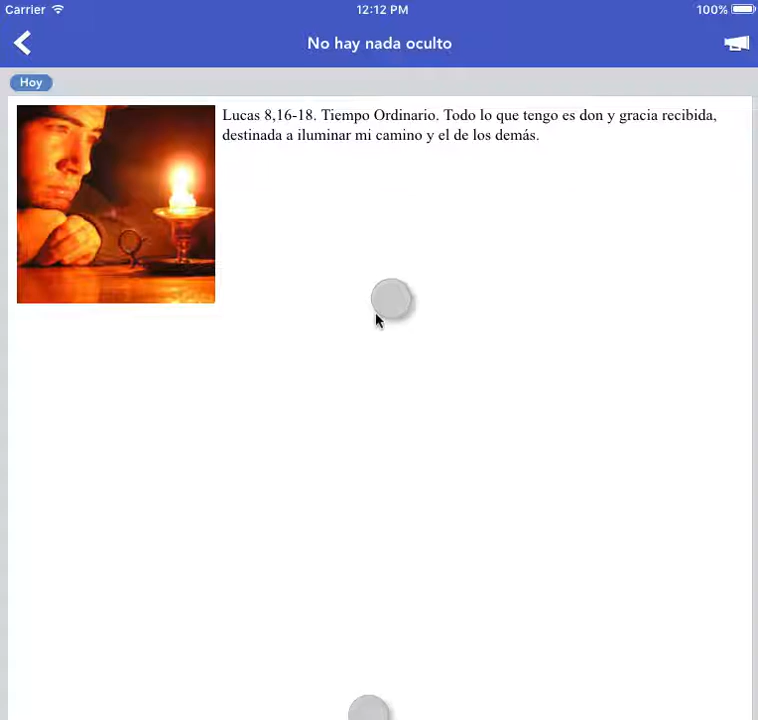 Carrier 12:12 PM 100%
No hay nada oculto
Hoy
Lucas 8,16-18. Tiempo Ordinario. Todo lo que tengo es don y gracia recibida,
destinada a iluminar mi camino y el de los demás.